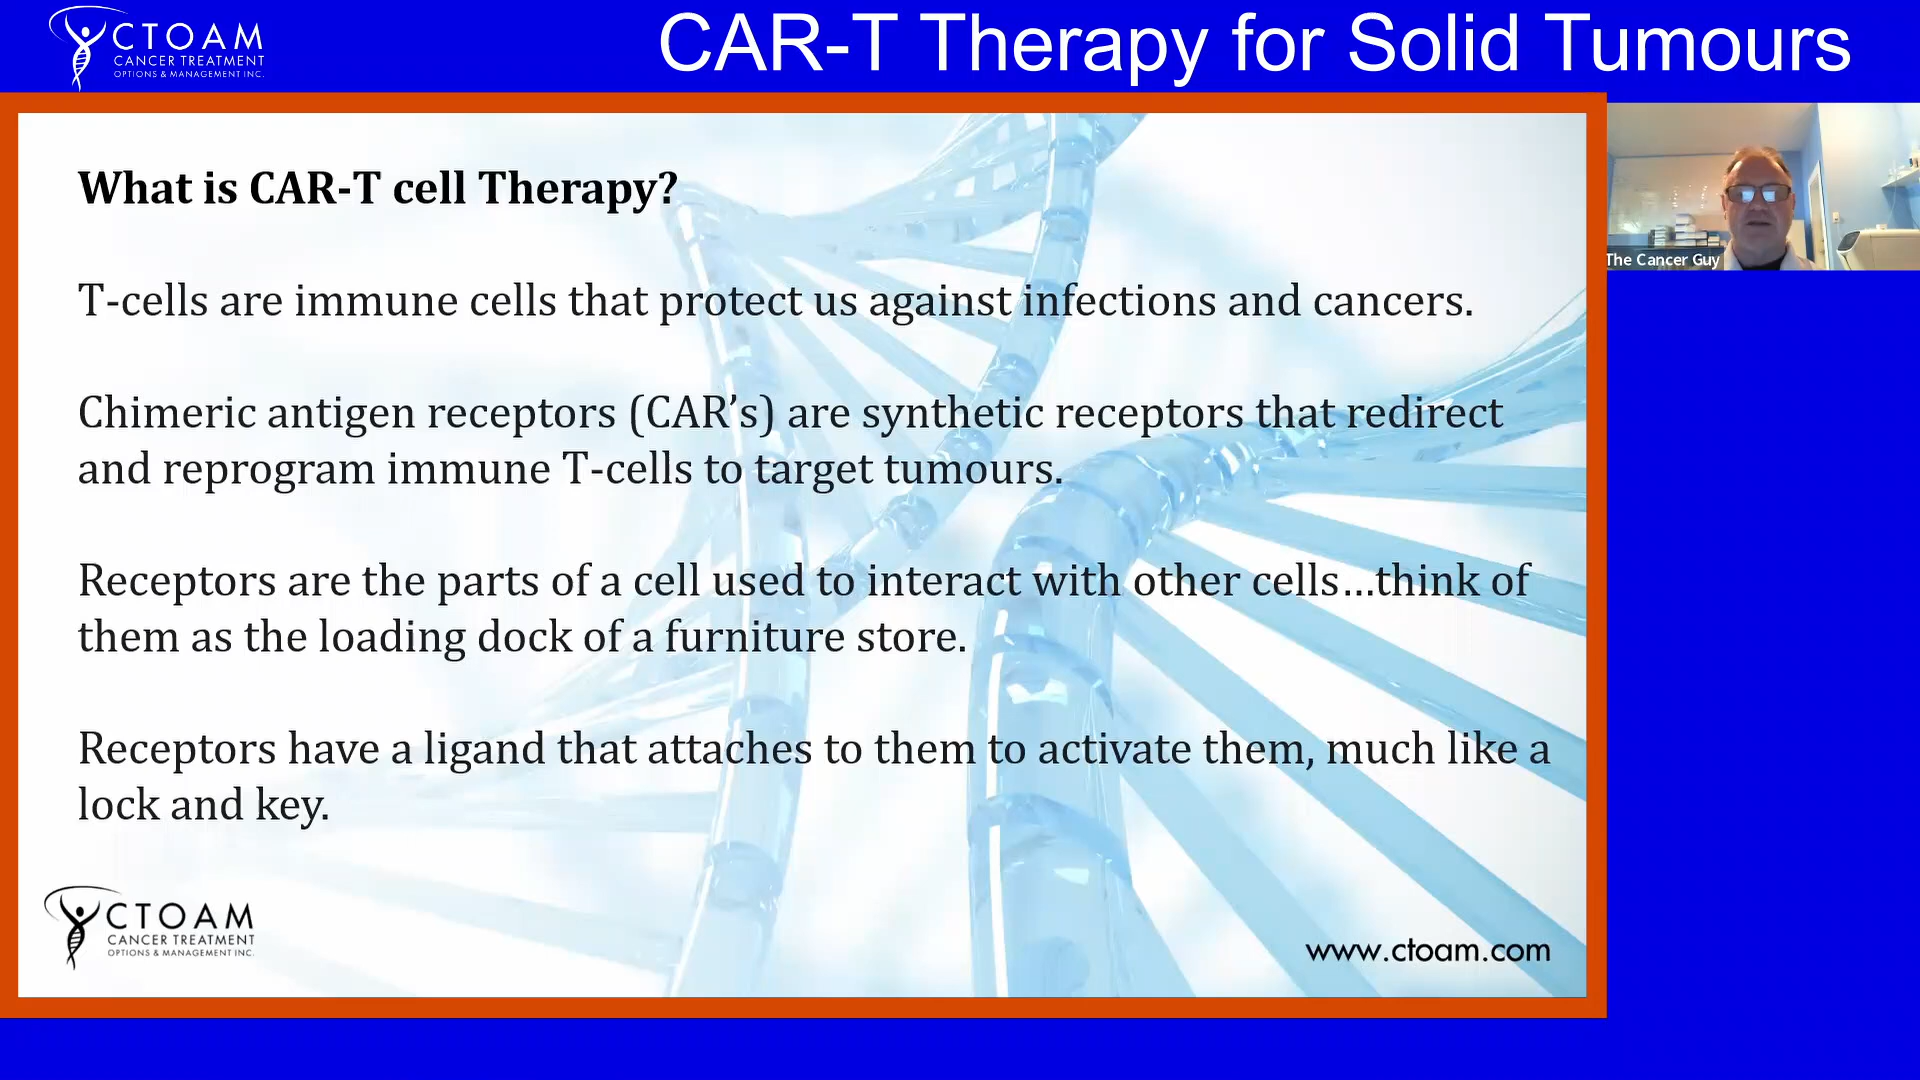 CTOAM
CANCER TREATMENT
OPTIONS & MANAGEMENT INC.
CAR-T Therapy for Solid Tumours
What is CAR-T cell Therapy?
T-cells are immune cells that protect us against infections and cancers.
Chimeric antigen receptors (CAR’s) are synthetic receptors that redirect
and reprogram immune T-cells to target tumours.
Receptors are the parts of a cell used to interact with other cells…think of
them as the loading dock of a furniture store.
Receptors have a ligand that attaches to them to activate them, much like a
lock and key.
CTOAM
CANCER TREATMENT
OPTIONS & MANAGEMENT INC.
www.ctoam.com
The Cancer Guy